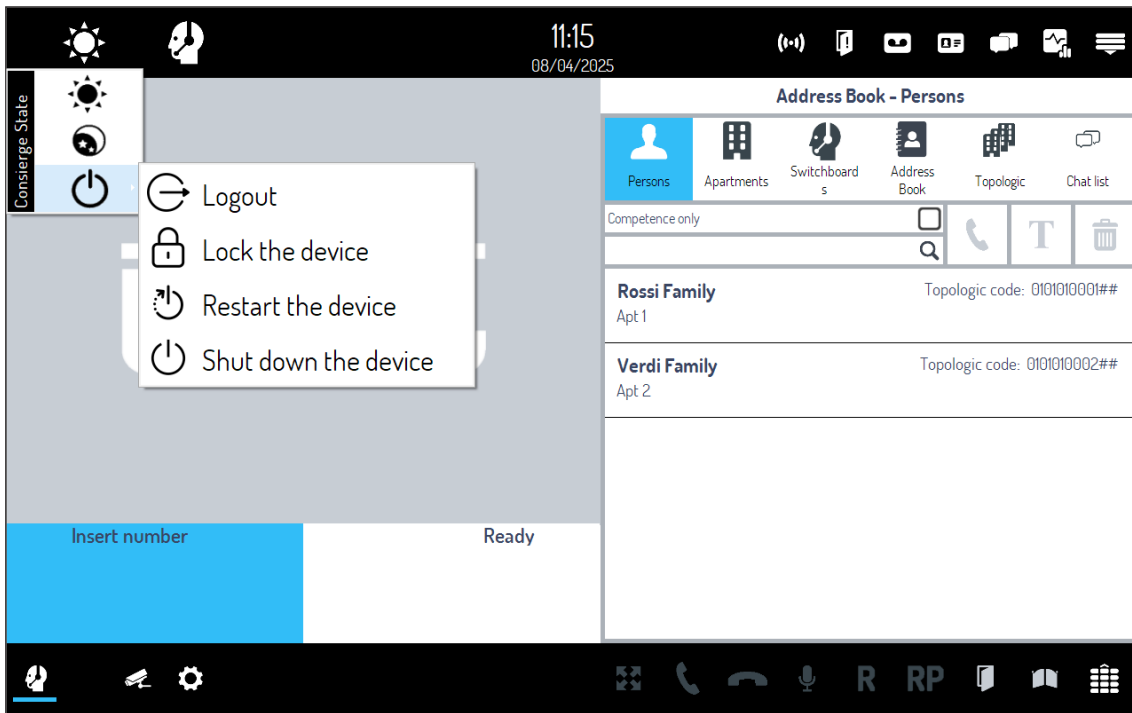 11:15
08/04/2025
Consierge State
Logout
Lock the device
Restart the device
Shut down the device
Insert number
Ready
Address Book - Persons
Persons
Apartments
Switchboard
s
Address
Book
Topologic
Chat list
Competence only
T
Rossi Family
Topologic code: 0101010001##
Apt 1
Verdi Family
Topologic code: 0101010002##
Apt 2
R
RP